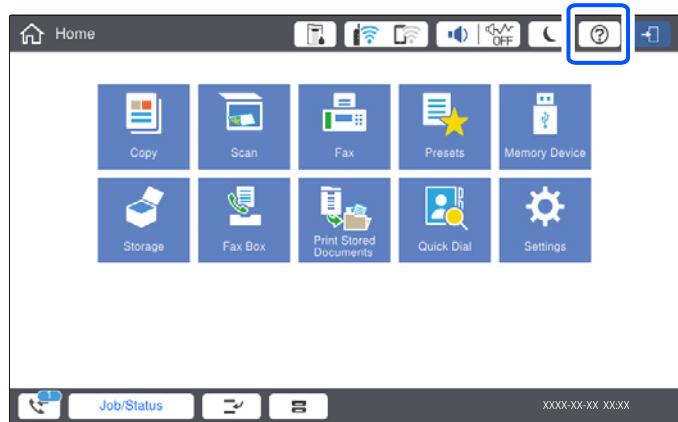 Home
OFF
?
Copy
Scan
Fax
Presets
Memory Device
Storage
Fax Box
Print Stored
Documents
Quick Dial
Settings
1
Job/Status
XXXX-XX-XX XX:XX